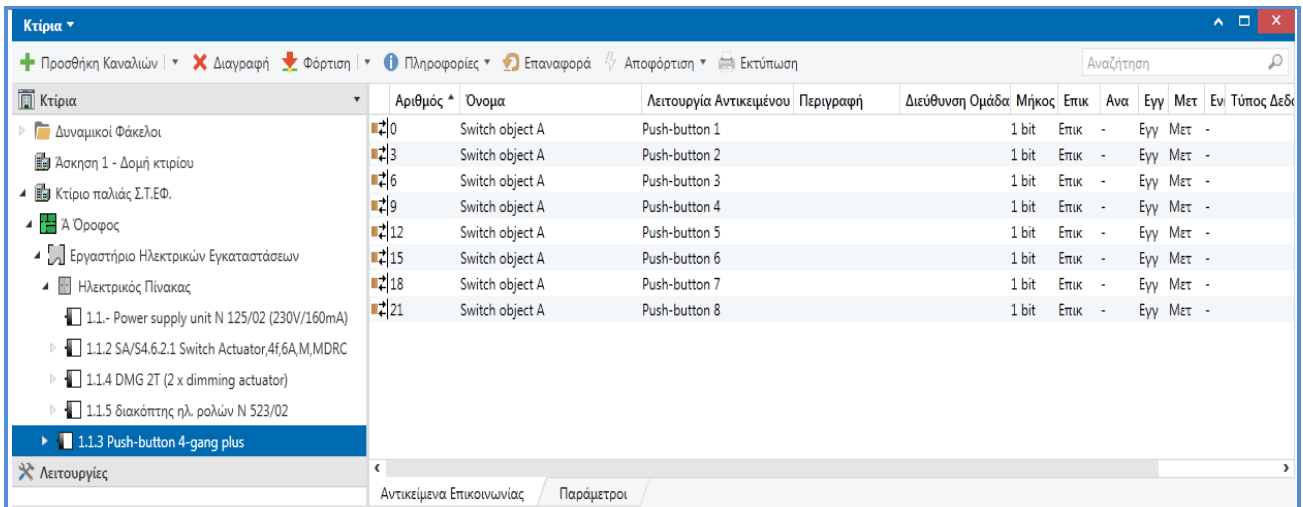 Κτίρια
Προσθήκη Καναλιών Διαγραφή Φόρτιση Πληροφορίες Επαναφορά Αποφόρτιση Εκτύπωση Αναζήτηση
Κτίρια
Αριθμός Όνομα Λειτουργία Αντικειμένου Περιγραφή Διεύθυνση Ομάδα Μήκος Επικ Ανα Εγγ Μετ Ενι Τύπος Δεδο
Δυναμικοί Φάκελοι
Άσκηση 1 - Δομή κτιρίου
Κτίριο παλιάς Σ.Τ.ΕΦ.
Ά Όροφος
Εργαστήριο Ηλεκτρικών Εγκαταστάσεων
Ηλεκτρικός Πίνακας
1.1.- Power supply unit N 125/02 (230V/160mA)
1.1.2 SA/S4.6.2.1 Switch Actuator,4f,6A,M,MDRC
1.1.4 DMG 2T (2 x dimming actuator)
1.1.5 διακόπτης ηλ. ρολών N 523/02
1.1.3 Push-button 4-gang plus
Λειτουργίες
0 Switch object A Push-button 1 1 bit Επικ - Εγγ Μετ -
3 Switch object A Push-button 2 1 bit Επικ - Εγγ Μετ -
6 Switch object A Push-button 3 1 bit Επικ - Εγγ Μετ -
9 Switch object A Push-button 4 1 bit Επικ - Εγγ Μετ -
12 Switch object A Push-button 5 1 bit Επικ - Εγγ Μετ -
15 Switch object A Push-button 6 1 bit Επικ - Εγγ Μετ -
18 Switch object A Push-button 7 1 bit Επικ - Εγγ Μετ -
21 Switch object A Push-button 8 1 bit Επικ - Εγγ Μετ -
Αντικείμενα Επικοινωνίας Παράμετροι